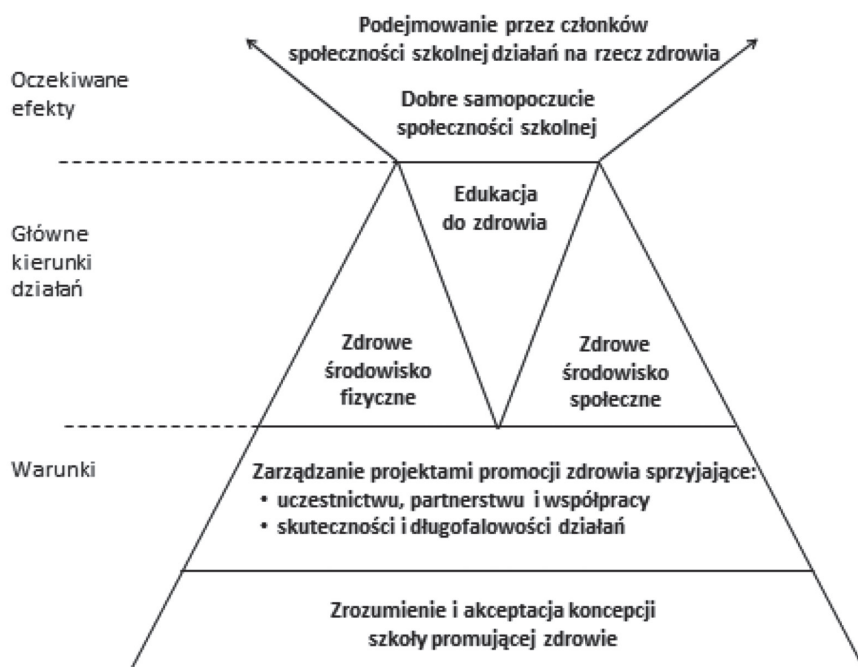 Podejmowanie przez członków
społeczności szkolnej działań na rzecz zdrowia
Oczekiwane
efekty
Dobre samopoczucie
społeczności szkolnej
Edukacja
do zdrowia
Główne
kierunki
działań
Zdrowe
środowisko
fizyczne
Zdrowe
środowisko
społeczne
Warunki
Zarządzanie projektami promocji zdrowia sprzyjające:
• uczestnictwu, partnerstwu i współpracy
• skuteczności i długofalowości działań
Zrozumienie i akceptacja koncepcji
szkoły promującej zdrowie